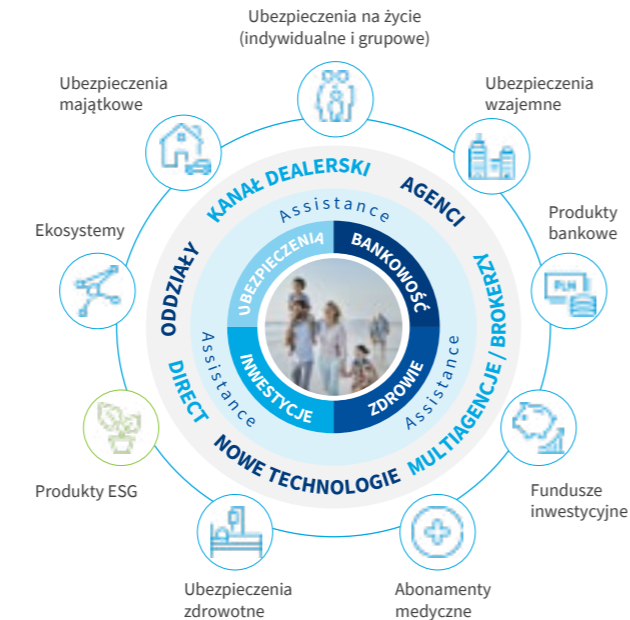 Ubezpieczenia na życie
(indywidualne i grupowe)
Ubezpieczenia
majątkowe
Ubezpieczenia
wzajemne
Ekosystemy
Produkty
bankowe
PLN
Produkty ESG
Fundusze
inwestycyjne
Ubezpieczenia
zdrowotne
Abonamenty
medyczne
KANAŁ DEALERSKI
AGENCI
MULTIAGENCJE / BROKERZY
NOWE TECHNOLOGIE
DIRECT
ODDZIAŁY
Assistance
Assistance
Assistance
UBEZPIECZENIA
BANKOWOŚĆ
ZDROWIE
INWESTYCJE